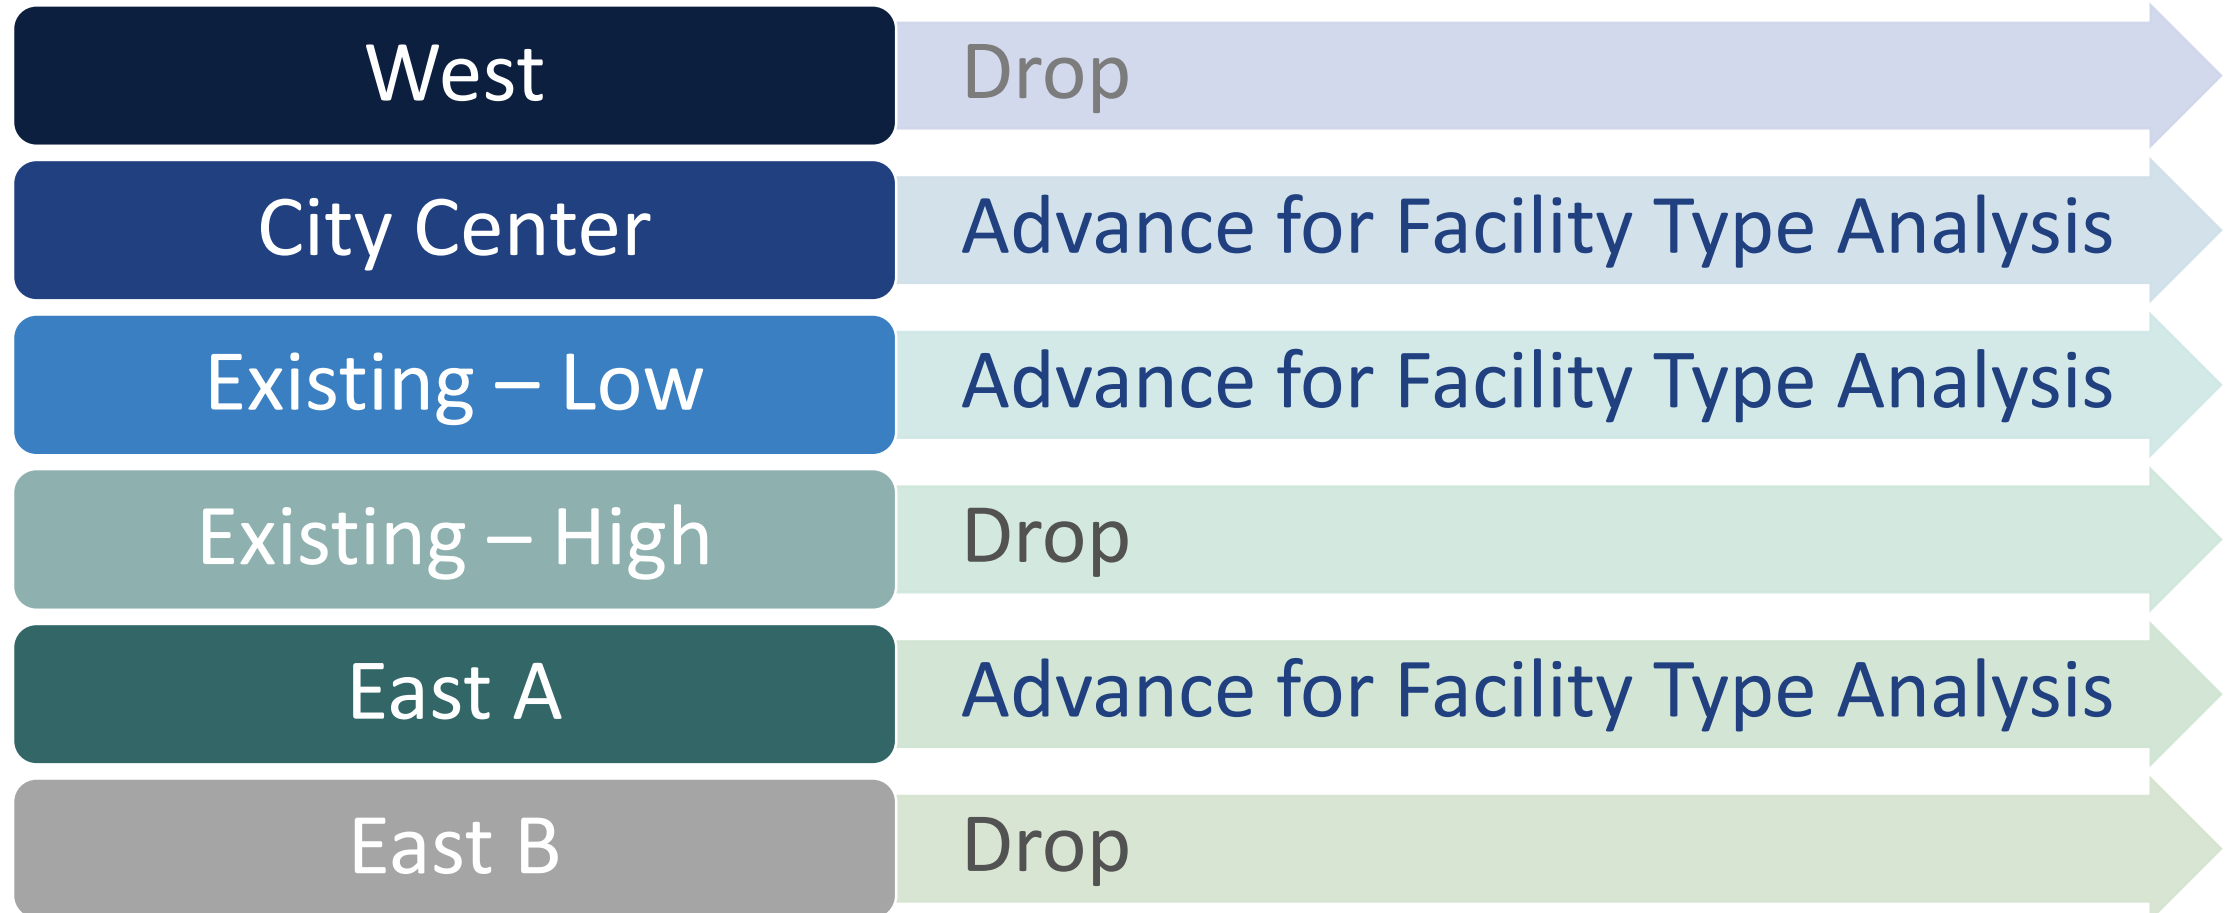 West
Drop
City Center
Advance for Facility Type Analysis
Existing – Low
Advance for Facility Type Analysis
Existing – High
Drop
East A
Advance for Facility Type Analysis
East B
Drop